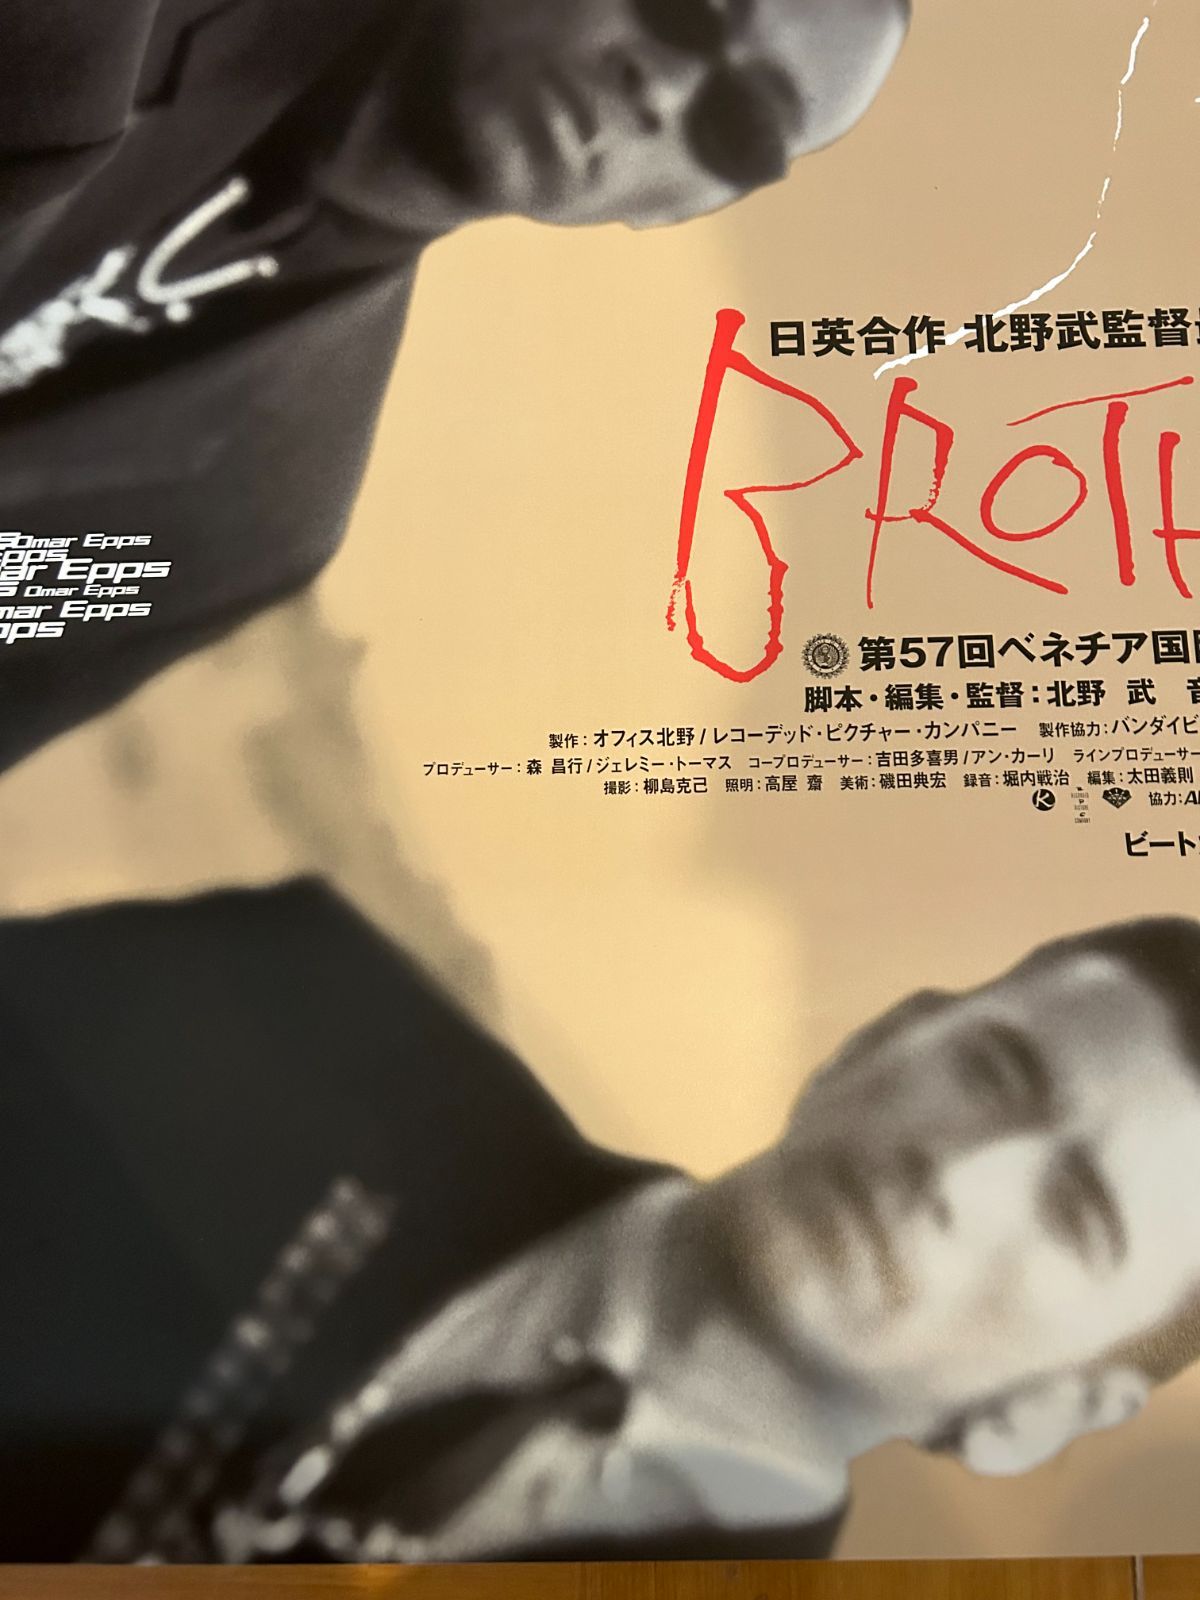 日英合作 北野武監督
BROTH
Omar Epps
Epps
ar Epps
s Omar Epps
mar Epps
pps
第57回ベネチア国
脚本・編集・監督：北野 武 音
製作：オフィス北野/レコーデッド・ピクチャー・カンパニー 製作協力：バンダイビ
プロデューサー：森 昌行/ジェレミー・トーマス コープロデューサー：吉田多喜男/アン・カーリ ラインプロデューサー
撮影：柳島克己 照明：高屋 齋 美術：磯田典宏 録音：堀内戦治 編集：太田義則
K RECORDED PICTURE COMPANY 協力：A
ビート